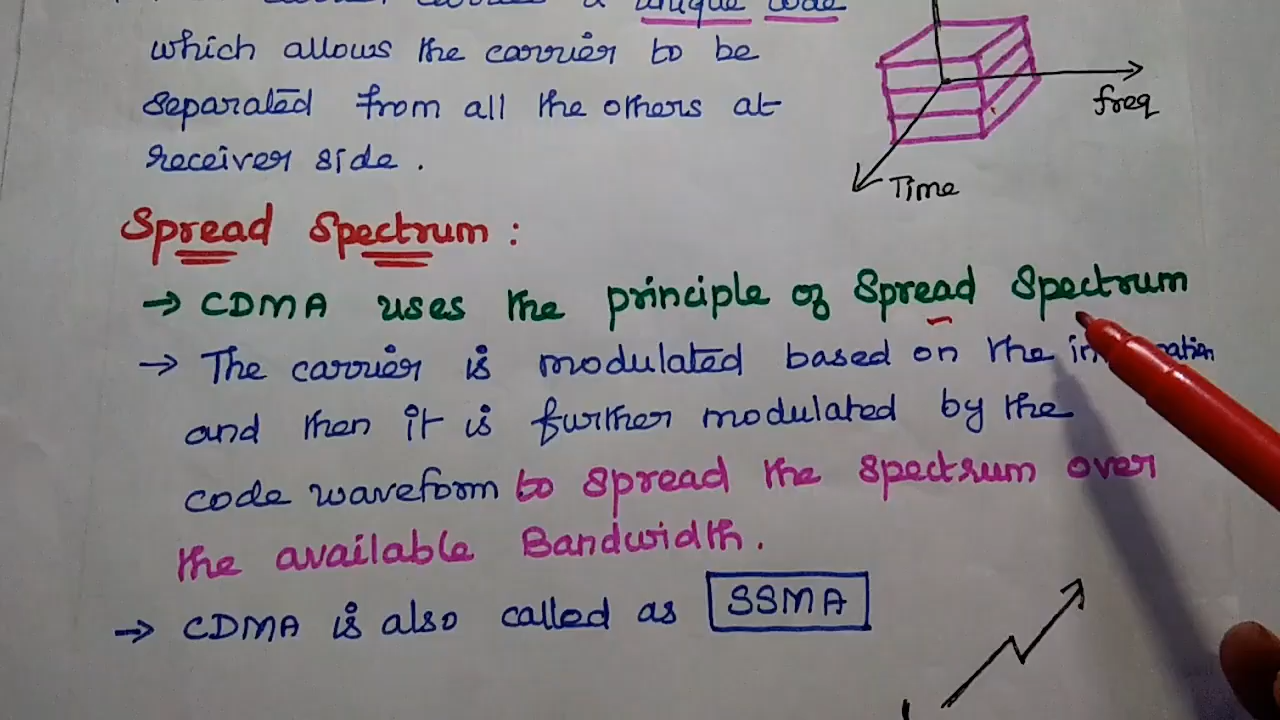 unique code
which allows the carrier to be
separated from all the others at
receiver side.
freq
Time
Spread Spectrum :
→ CDMA uses the principle of Spread Spectrum
→ The carrier is modulated based on the
and then it is further modulated by the
code waveform to spread the spectrum over
the available Bandwidth.
→ CDMA is also called as SSMA